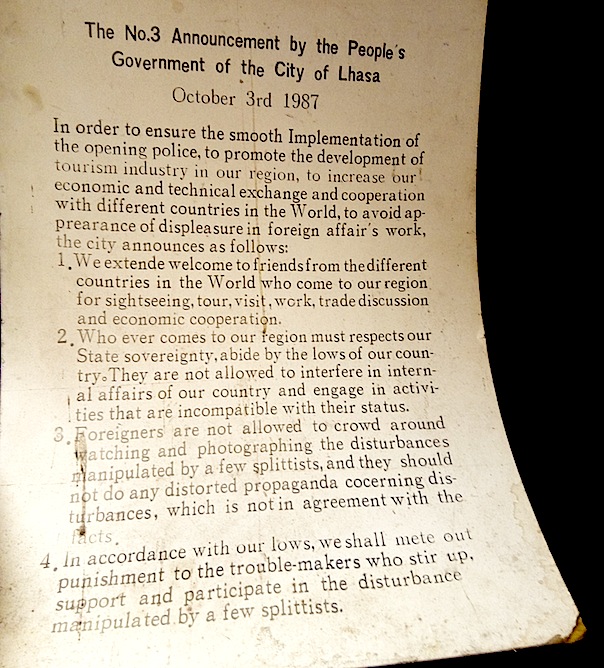 The No.3 Announcement by the People's
Government of the City of Lhasa
October 3rd 1987
In order to ensure the smooth Implementation of
the opening police, to promote the development of
tourism industry in our region, to increase our
economic and technical exchange and cooperation
with different countries in the World, to avoid ap-
prearance of displeasure in foreign affair's work,
the city announces as follows:
1. We extende welcome to friends from the different
countries in the World who come to our region
for sightseeing, tour, visit, work, trade discussion
and economic cooperation.
2. Who ever comes to our region must respects our
State sovereignty, abide by the lows of our coun-
try。They are not allowed to interfere in intern-
al affairs of our country and engage in activi-
ties that are incompatible with their status.
3. Foreigners are not allowed to crowd around
watching and photographing the disturbances
manipulated by a few splittists, and they should
not do any distorted propaganda cocerning dis-
turbances, which is not in agreement with the
facts.
4. In accordance with our lows, we shall mete out
punishment to the trouble-makers who stir up,
support and participate in the disturbance
manipulated by a few splittists.